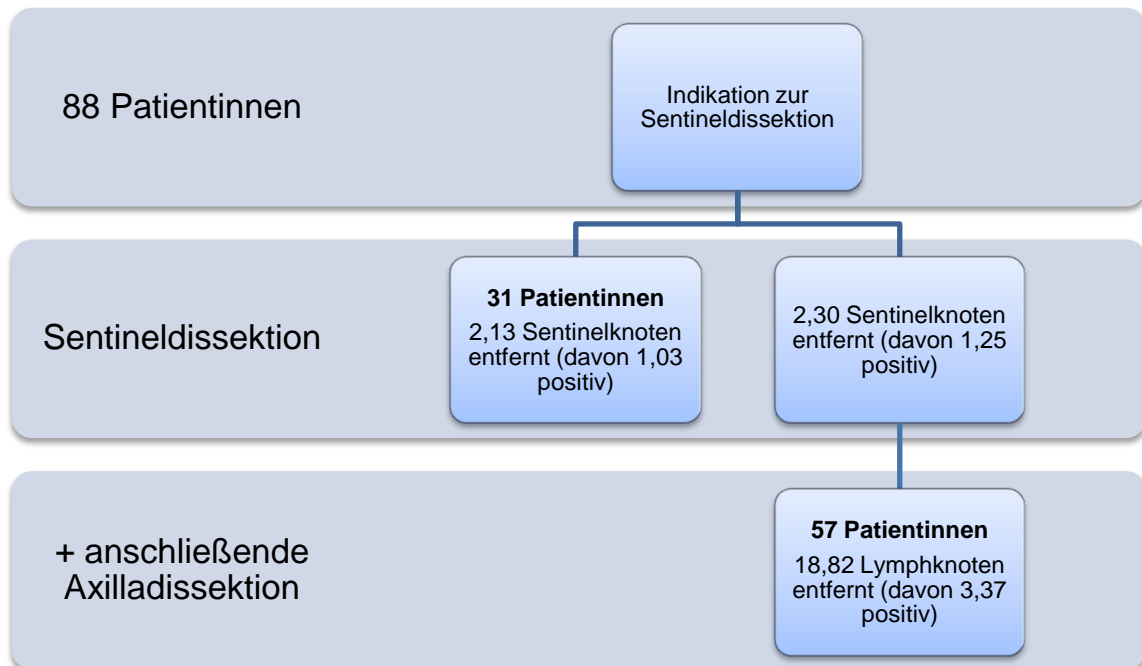 88 Patientinnen
Indikation zur
Sentineldissektion
Sentineldissektion
31 Patientinnen
2,13 Sentinelknoten
entfernt (davon 1,03
positiv)
2,30 Sentinelknoten
entfernt (davon 1,25
positiv)
+ anschließende
Axilladissektion
57 Patientinnen
18,82 Lymphknoten
entfernt (davon 3,37
positiv)